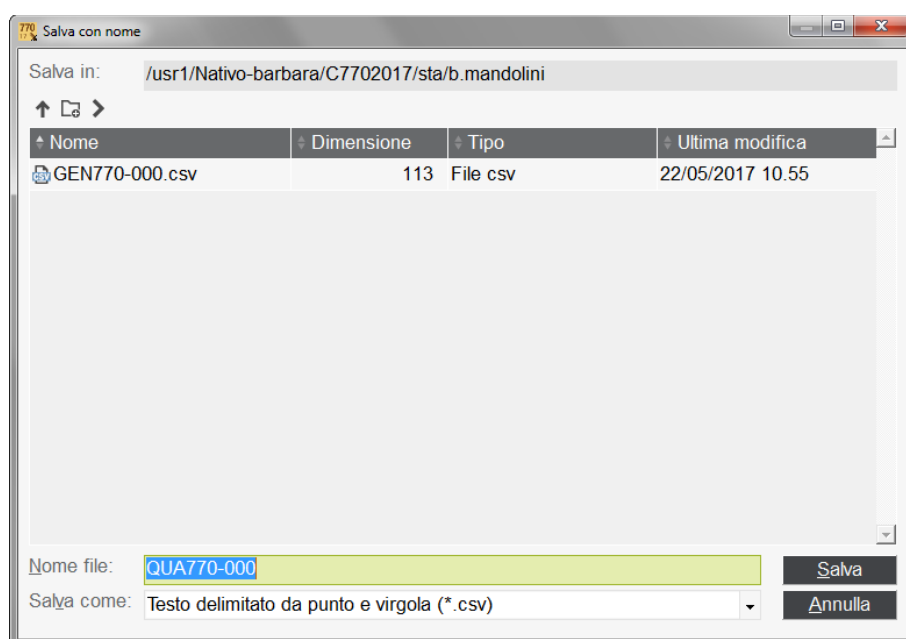 770 17 Salva con nome
Salva in: /usr1/Nativo-barbara/C7702017/sta/b.mandolini
Nome Dimensione Tipo Ultima modifica
GEN770-000.csv 113 File csv 22/05/2017 10.55
Nome file: QUA770-000 Salva
Salva come: Testo delimitato da punto e virgola (*.csv) Annulla